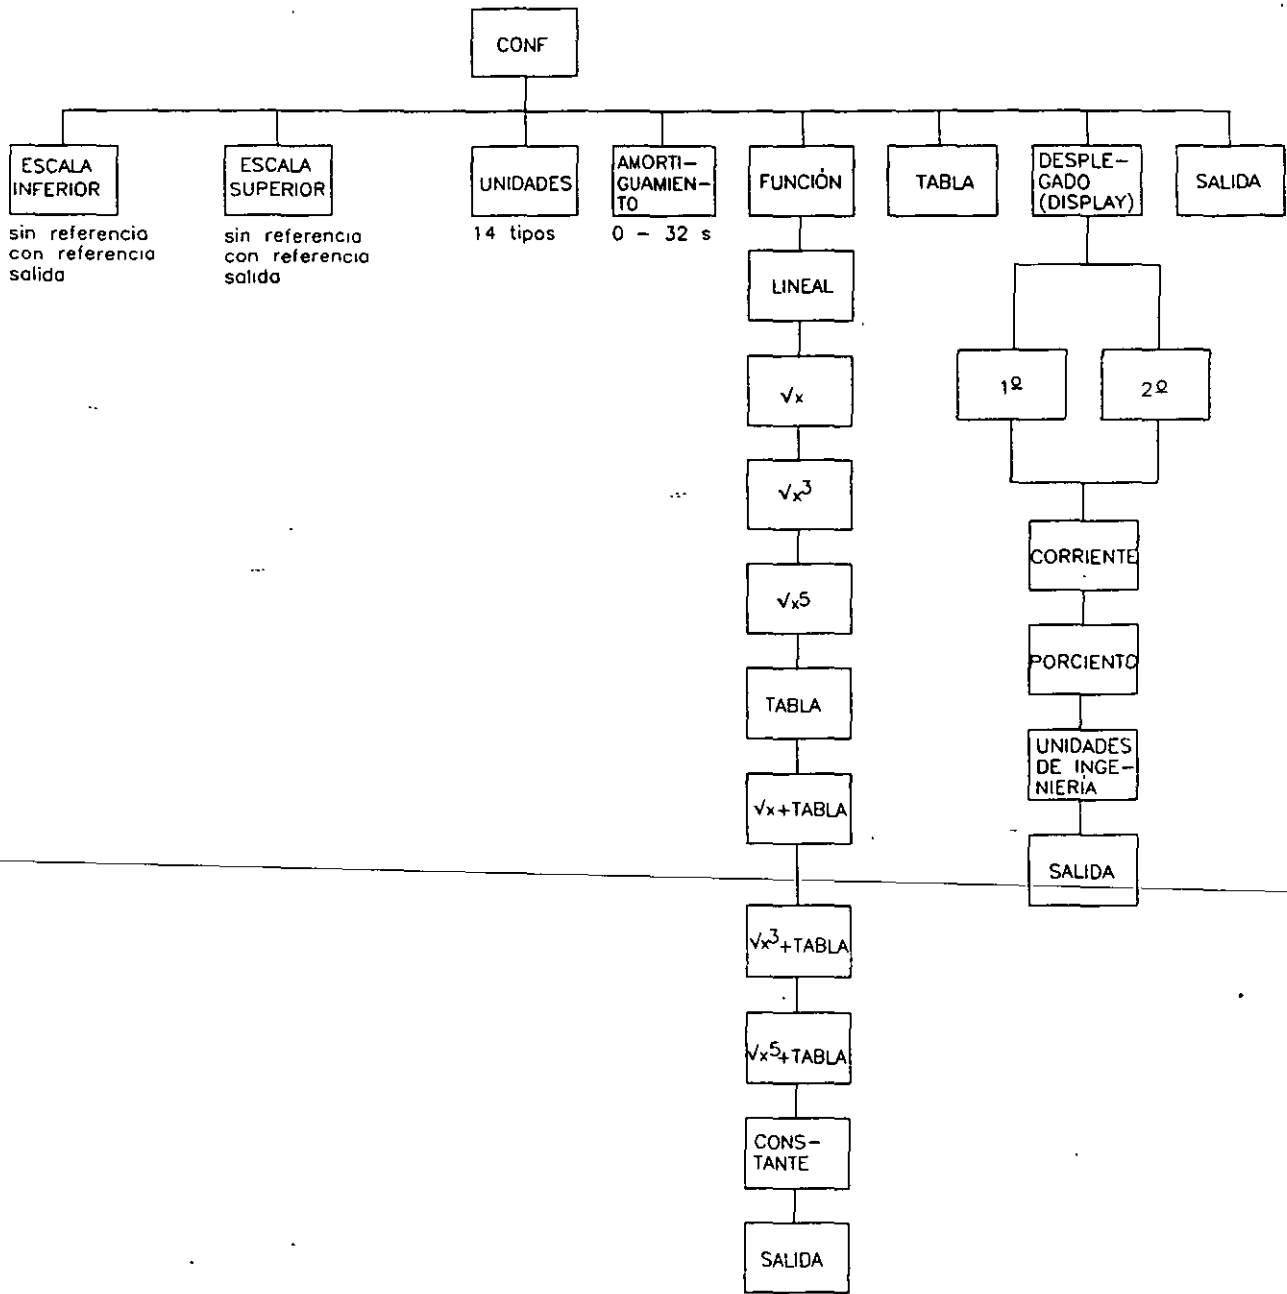 CONF
ESCALA
INFERIOR
sin referencia
con referencia
salida
ESCALA
SUPERIOR
sin referencia
con referencia
salida
UNIDADES
14 tipos
AMORTI-
GUAMIEN-
TO
0 - 32 s
FUNCIÓN
TABLA
DESPLE-
GADO
(DISPLAY)
SALIDA
LINEAL
√x
√x³
√x⁵
TABLA
√x+TABLA
√x³+TABLA
√x⁵+TABLA
CONS-
TANTE
SALIDA
1º
2º
CORRIENTE
PORCIENTO
UNIDADES
DE INGE-
NIERÍA
SALIDA